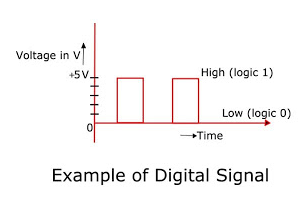 Voltage in V
+5V
High (logic 1)
Low (logic 0)
0
Time
Example of Digital Signal